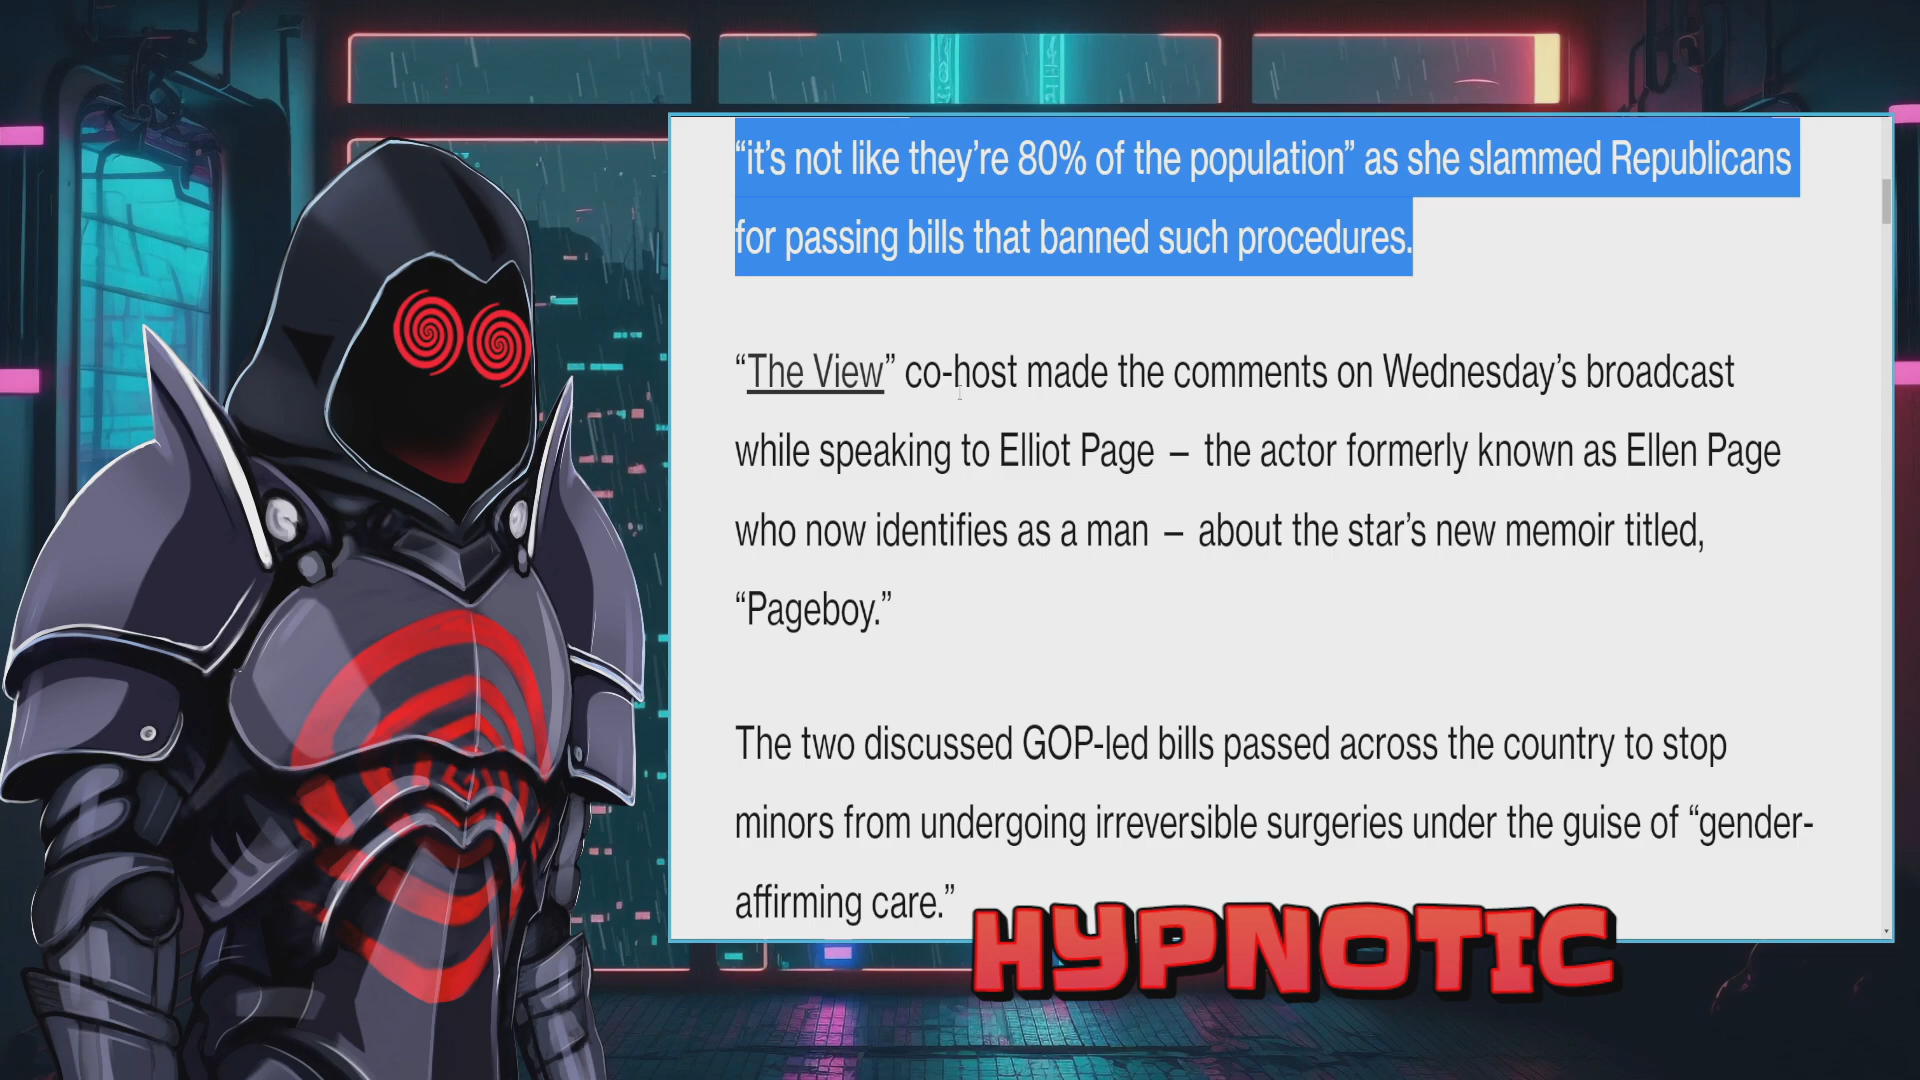 “it’s not like they’re 80% of the population” as she slammed Republicans
for passing bills that banned such procedures.
“The View” co-host made the comments on Wednesday’s broadcast
while speaking to Elliot Page – the actor formerly known as Ellen Page
who now identifies as a man – about the star’s new memoir titled,
“Pageboy.”
The two discussed GOP-led bills passed across the country to stop
minors from undergoing irreversible surgeries under the guise of “gender-
affirming care.”
HYPNOTIC